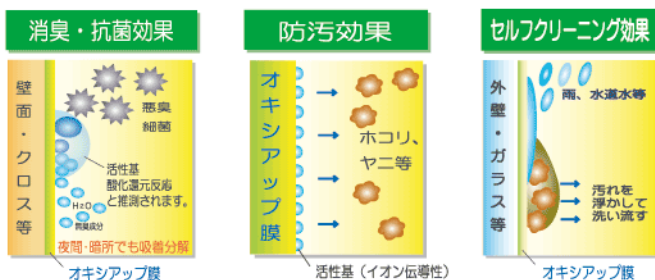 消臭・抗菌効果
壁面・クロス等
悪臭
細菌
活性基
酸化還元反応
と推測されます。
H₂O
無臭成分
夜間・暗所でも吸着分解
オキシアップ膜
防汚効果
オキシアップ膜
ホコリ、
ヤニ等
活性基（イオン伝導性）
セルフクリーニング効果
外壁・ガラス等
雨、水道水等
汚れを
浮かして
洗い流す
オキシアップ膜